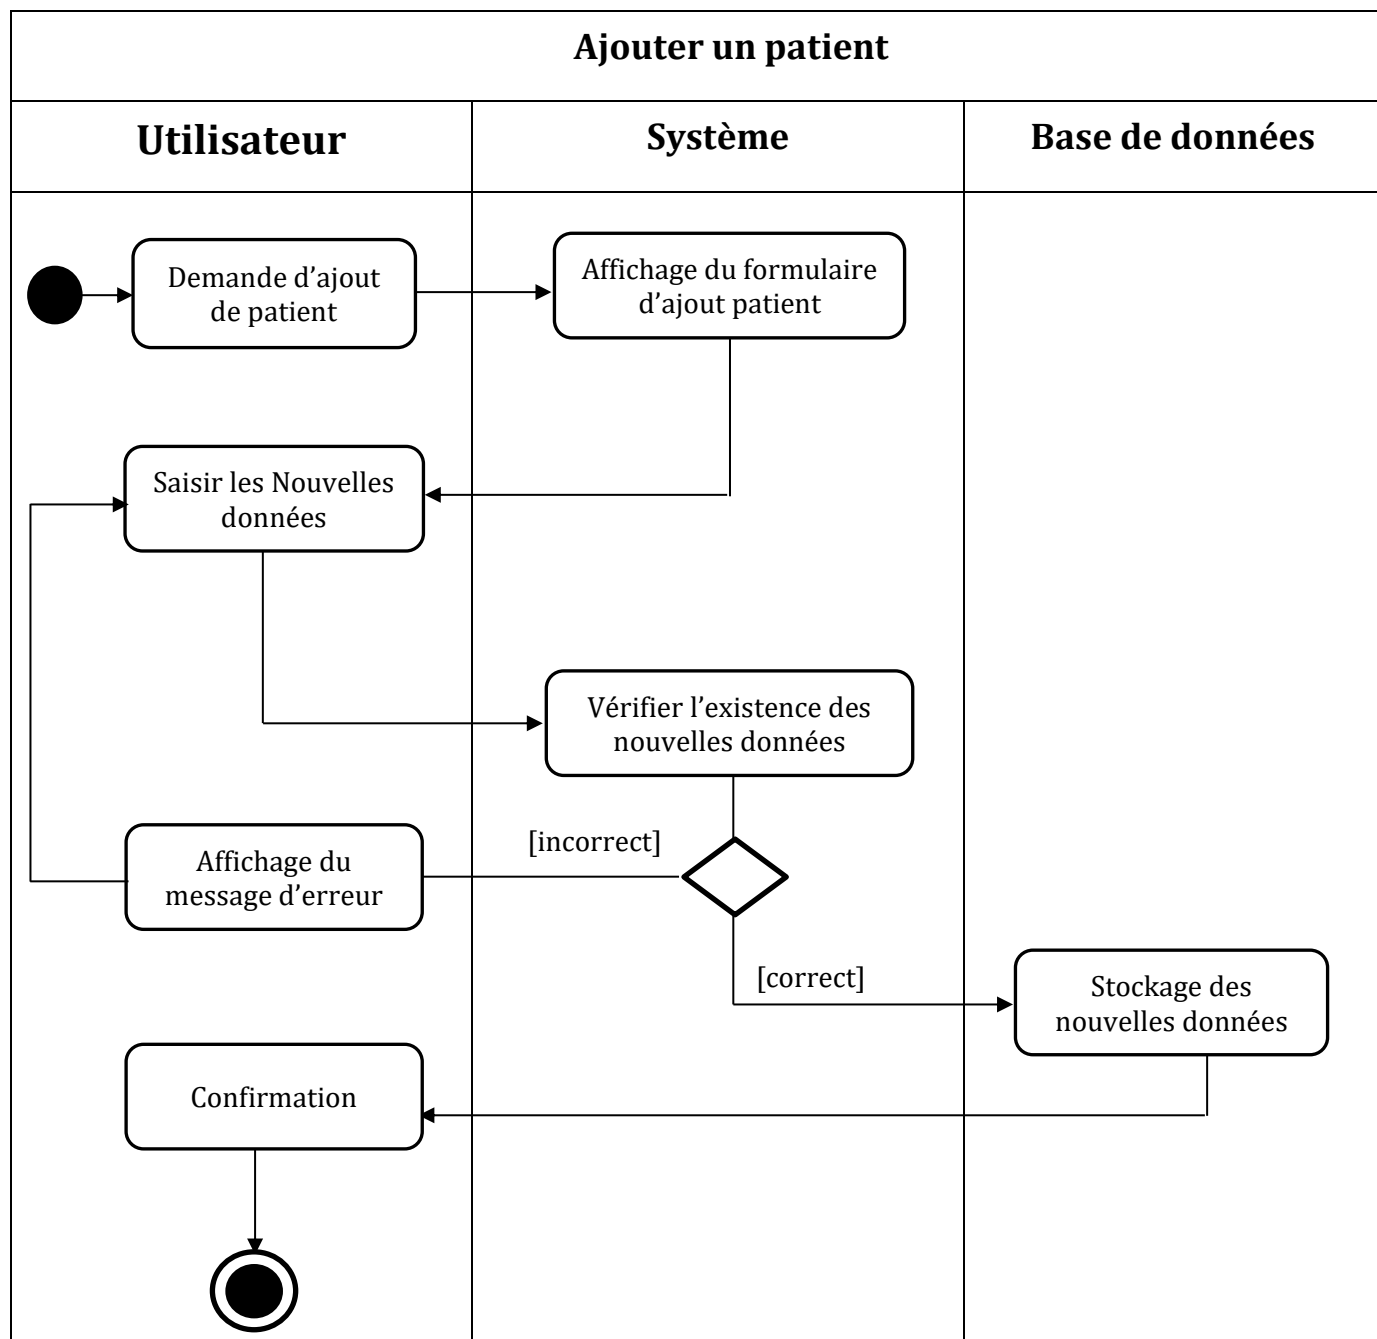 Ajouter un patient
Utilisateur
Système
Base de données
Demande d’ajout
de patient
Affichage du formulaire
d’ajout patient
Saisir les Nouvelles
données
Vérifier l’existence des
nouvelles données
[incorrect]
Affichage du
message d’erreur
[correct]
Stockage des
nouvelles données
Confirmation